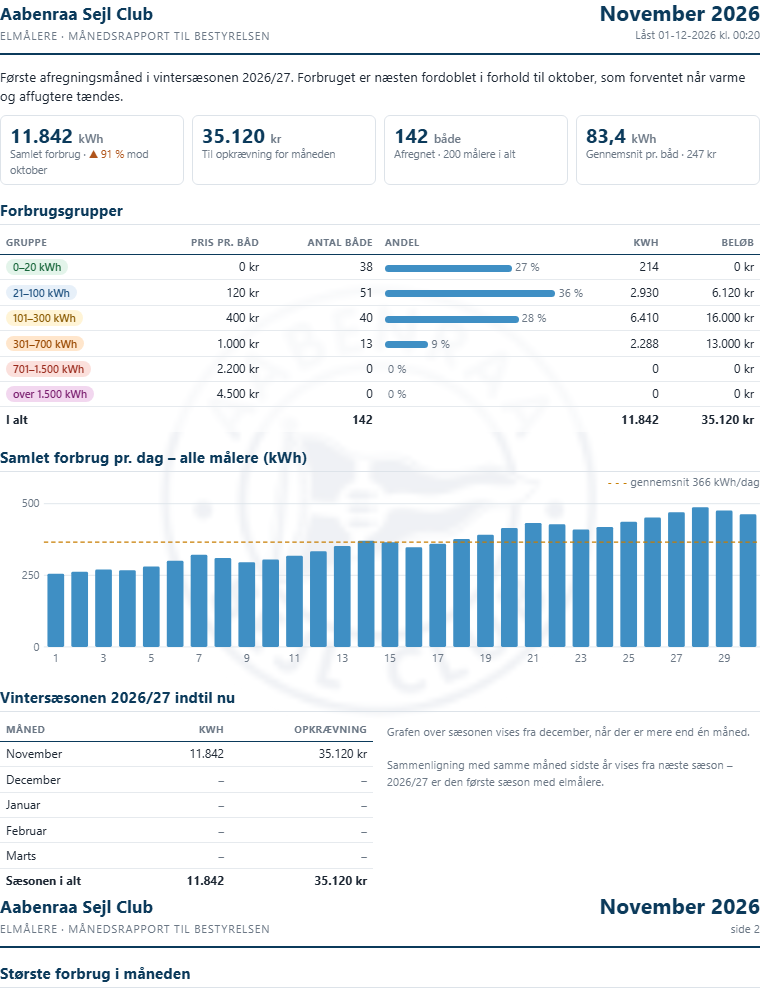 Aabenraa Sejl Club
November 2026
ELMÅLERE · MÅNEDSRAPPORT TIL BESTYRELSEN
Låst 01-12-2026 kl. 00:20
Første afregningsmåned i vintersæsonen 2026/27. Forbruget er næsten fordoblet i forhold til oktober, som forventet når varme
og affugtere tændes.
11.842 kWh
Samlet forbrug · ▲ 91 % mod
oktober
35.120 kr
Til opkrævning for måneden
142 både
Afregnet · 200 målere i alt
83,4 kWh
Gennemsnit pr. båd · 247 kr
Forbrugsgrupper
GRUPPE PRIS PR. BÅD ANTAL BÅDE ANDEL KWH BELØB
0–20 kWh 0 kr 38 27 % 214 0 kr
21–100 kWh 120 kr 51 36 % 2.930 6.120 kr
101–300 kWh 400 kr 40 28 % 6.410 16.000 kr
301–700 kWh 1.000 kr 13 9 % 2.288 13.000 kr
701–1.500 kWh 2.200 kr 0 0 % 0 0 kr
over 1.500 kWh 4.500 kr 0 0 % 0 0 kr
I alt 142 11.842 35.120 kr
Samlet forbrug pr. dag – alle målere (kWh)
- - - gennemsnit 366 kWh/dag
500
250
0
1 3 5 7 9 11 13 15 17 19 21 23 25 27 29
Vintersæsonen 2026/27 indtil nu
MÅNED KWH OPKRÆVNING
November 11.842 35.120 kr
December – –
Januar – –
Februar – –
Marts – –
Sæsonen i alt 11.842 35.120 kr
Grafen over sæsonen vises fra december, når der er mere end én måned.
Sammenligning med samme måned sidste år vises fra næste sæson –
2026/27 er den første sæson med elmålere.
Aabenraa Sejl Club
November 2026
ELMÅLERE · MÅNEDSRAPPORT TIL BESTYRELSEN
side 2
Største forbrug i måneden